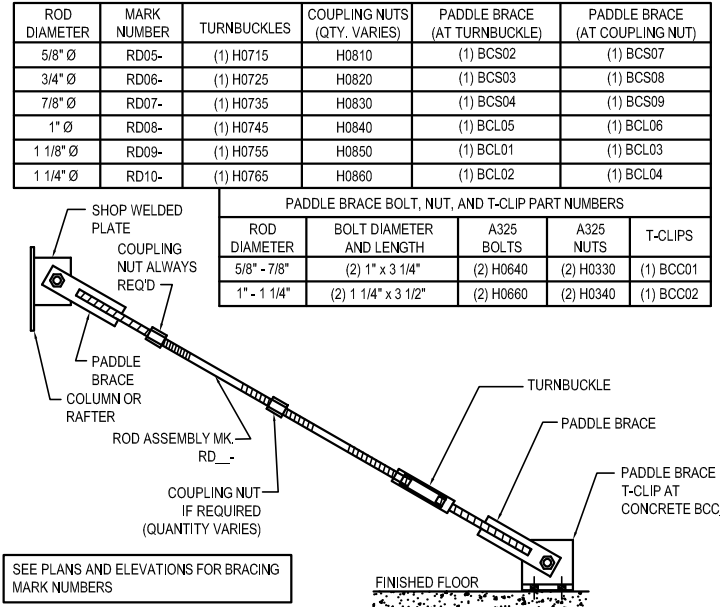 ROD DIAMETER MARK NUMBER TURNBUCKLES COUPLING NUTS (QTY. VARIES) PADDLE BRACE (AT TURNBUCKLE) PADDLE BRACE (AT COUPLING NUT)
5/8" Ø RD05- (1) H0715 H0810 (1) BCS02 (1) BCS07
3/4" Ø RD06- (1) H0725 H0820 (1) BCS03 (1) BCS08
7/8" Ø RD07- (1) H0735 H0830 (1) BCS04 (1) BCS09
1" Ø RD08- (1) H0745 H0840 (1) BCL05 (1) BCL06
1 1/8" Ø RD09- (1) H0755 H0850 (1) BCL01 (1) BCL03
1 1/4" Ø RD10- (1) H0765 H0860 (1) BCL02 (1) BCL04
PADDLE BRACE BOLT, NUT, AND T-CLIP PART NUMBERS
ROD DIAMETER BOLT DIAMETER AND LENGTH A325 BOLTS A325 NUTS T-CLIPS
5/8" - 7/8" (2) 1" x 3 1/4" (2) H0640 (2) H0330 (1) BCC01
1" - 1 1/4" (2) 1 1/4" x 3 1/2" (2) H0660 (2) H0340 (1) BCC02
SHOP WELDED
PLATE
COUPLING
NUT ALWAYS
REQ'D
PADDLE
BRACE
COLUMN OR
RAFTER
ROD ASSEMBLY MK.
RD__-
COUPLING NUT
IF REQUIRED
(QUANTITY VARIES)
TURNBUCKLE
PADDLE BRACE
PADDLE BRACE
T-CLIP AT
CONCRETE BCC_
FINISHED FLOOR
SEE PLANS AND ELEVATIONS FOR BRACING
MARK NUMBERS